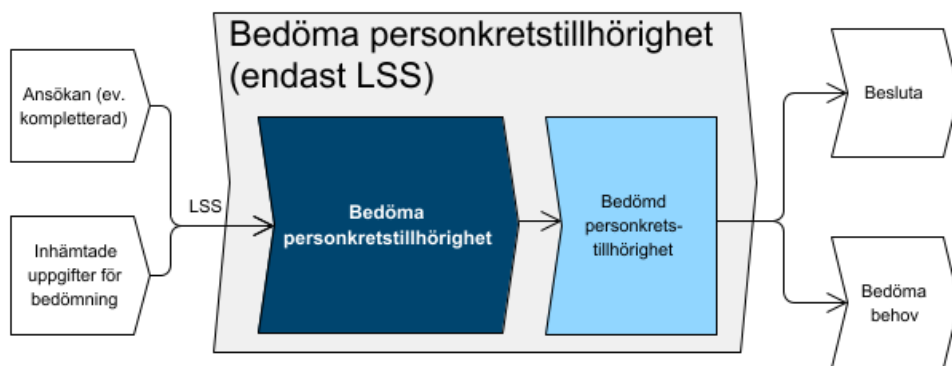 Bedöma personkretstillhörighet
(endast LSS)
Ansökan (ev.
kompletterad)
Inhämtade
uppgifter för
bedömning
LSS
Bedöma
personkretstillhörighet
Bedömd
personkrets-
tillhörighet
Besluta
Bedöma
behov